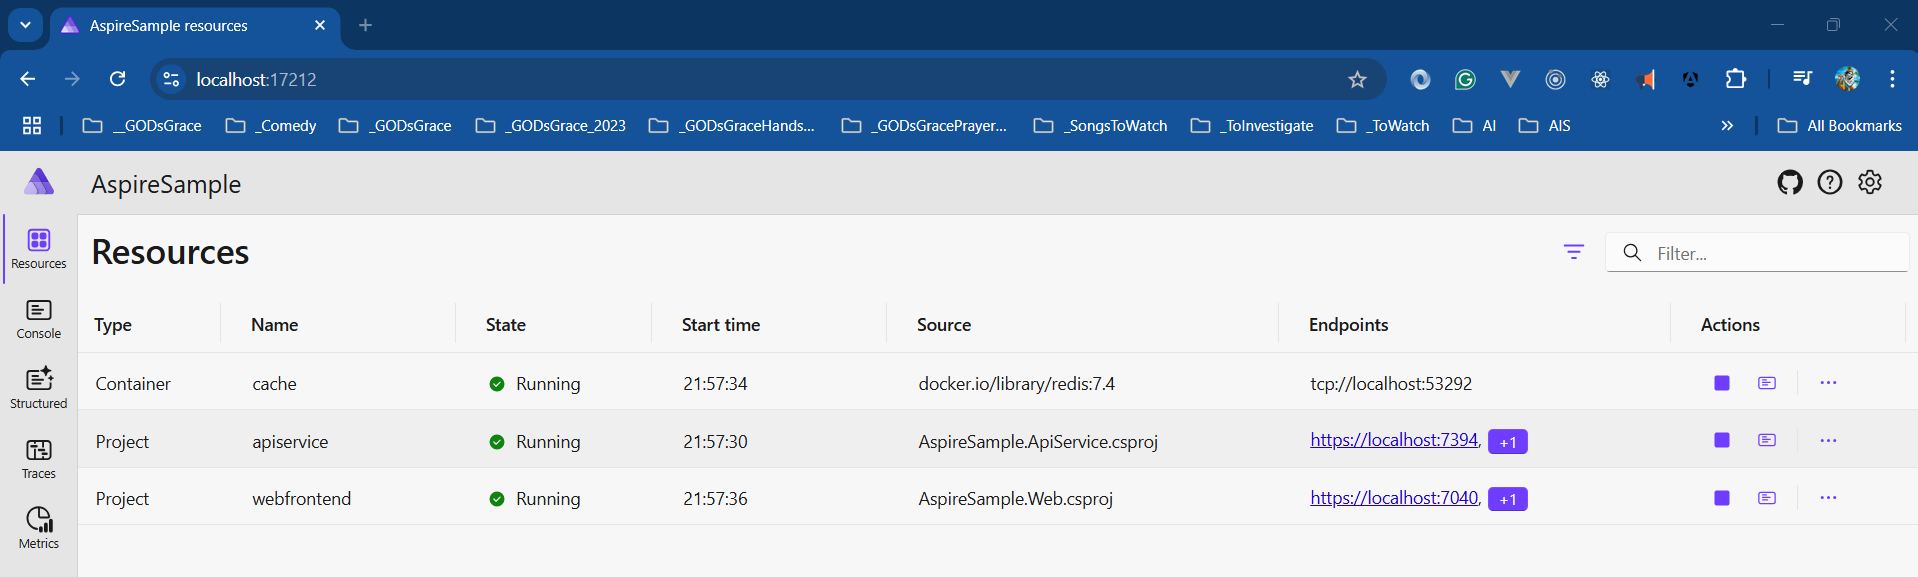 AspireSample resources
localhost:17212
__GODsGrace _Comedy _GODsGrace _GODsGrace_2023 _GODsGraceHands... _GODsGracePrayer... _SongsToWatch _ToInvestigate _ToWatch AI AIS All Bookmarks
AspireSample
Resources
Filter...
Resources
Console
Structured
Traces
Metrics
Type Name State Start time Source Endpoints Actions
Container cache Running 21:57:34 docker.io/library/redis:7.4 tcp://localhost:53292
Project apiservice Running 21:57:30 AspireSample.ApiService.csproj https://localhost:7394, +1
Project webfrontend Running 21:57:36 AspireSample.Web.csproj https://localhost:7040, +1